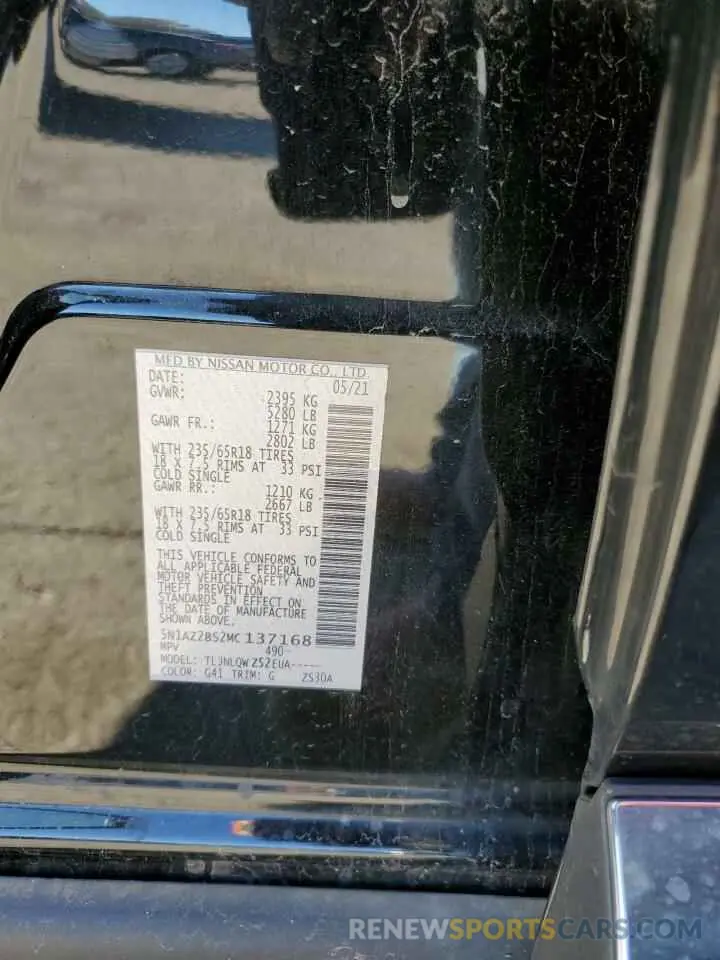 MFD BY NISSAN MOTOR CO., LTD.
DATE: 05/21
GVWR: 2395 KG
5280 LB
GAWR FR.: 1271 KG
2802 LB
WITH 235/65R18 TIRES
18 X 7.5 RIMS AT 33 PSI
COLD SINGLE
GAWR RR.: 1210 KG
2667 LB
WITH 235/65R18 TIRES
18 X 7.5 RIMS AT 33 PSI
COLD SINGLE
THIS VEHICLE CONFORMS TO
ALL APPLICABLE FEDERAL
MOTOR VEHICLE SAFETY AND
THEFT PREVENTION
STANDARDS IN EFFECT ON
THE DATE OF MANUFACTURE
SHOWN ABOVE.
5N1AZ2BS2MC 137168
MPV 490--
MODEL: TL3NLQW ZS2EUA-----
COLOR: G41 TRIM: G ZS30A
RENEWSPORTSCARS.COM